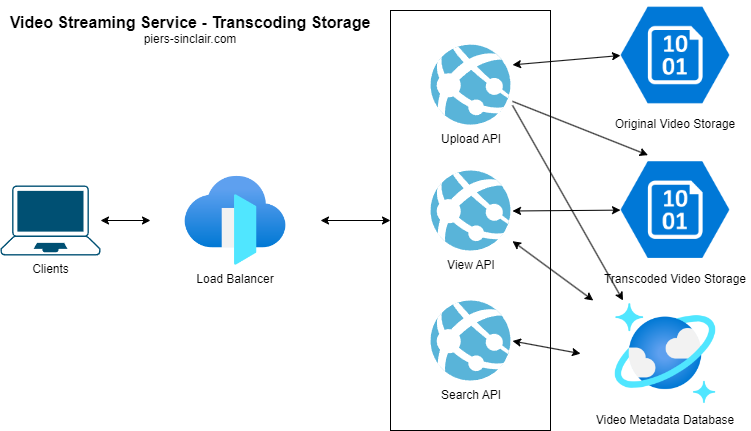 Video Streaming Service - Transcoding Storage
piers-sinclair.com
10
01
Original Video Storage
Upload API
10
01
Transcoded Video Storage
Clients
Load Balancer
View API
Search API
Video Metadata Database